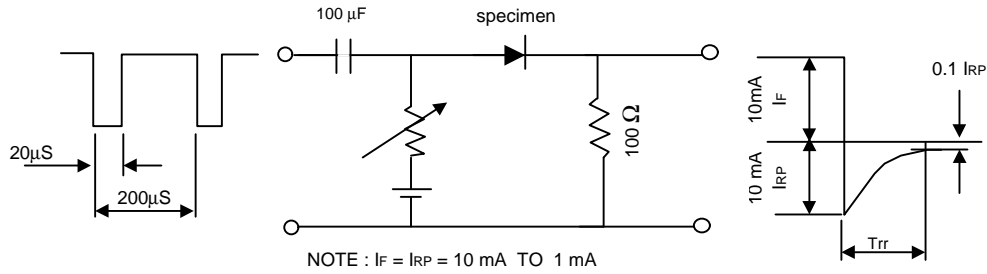 100 µF
specimen
20µS
200µS
100 Ω
10mA
IF
10 mA
IRP
0.1 IRP
Trr
NOTE : IF = IRP = 10 mA TO 1 mA